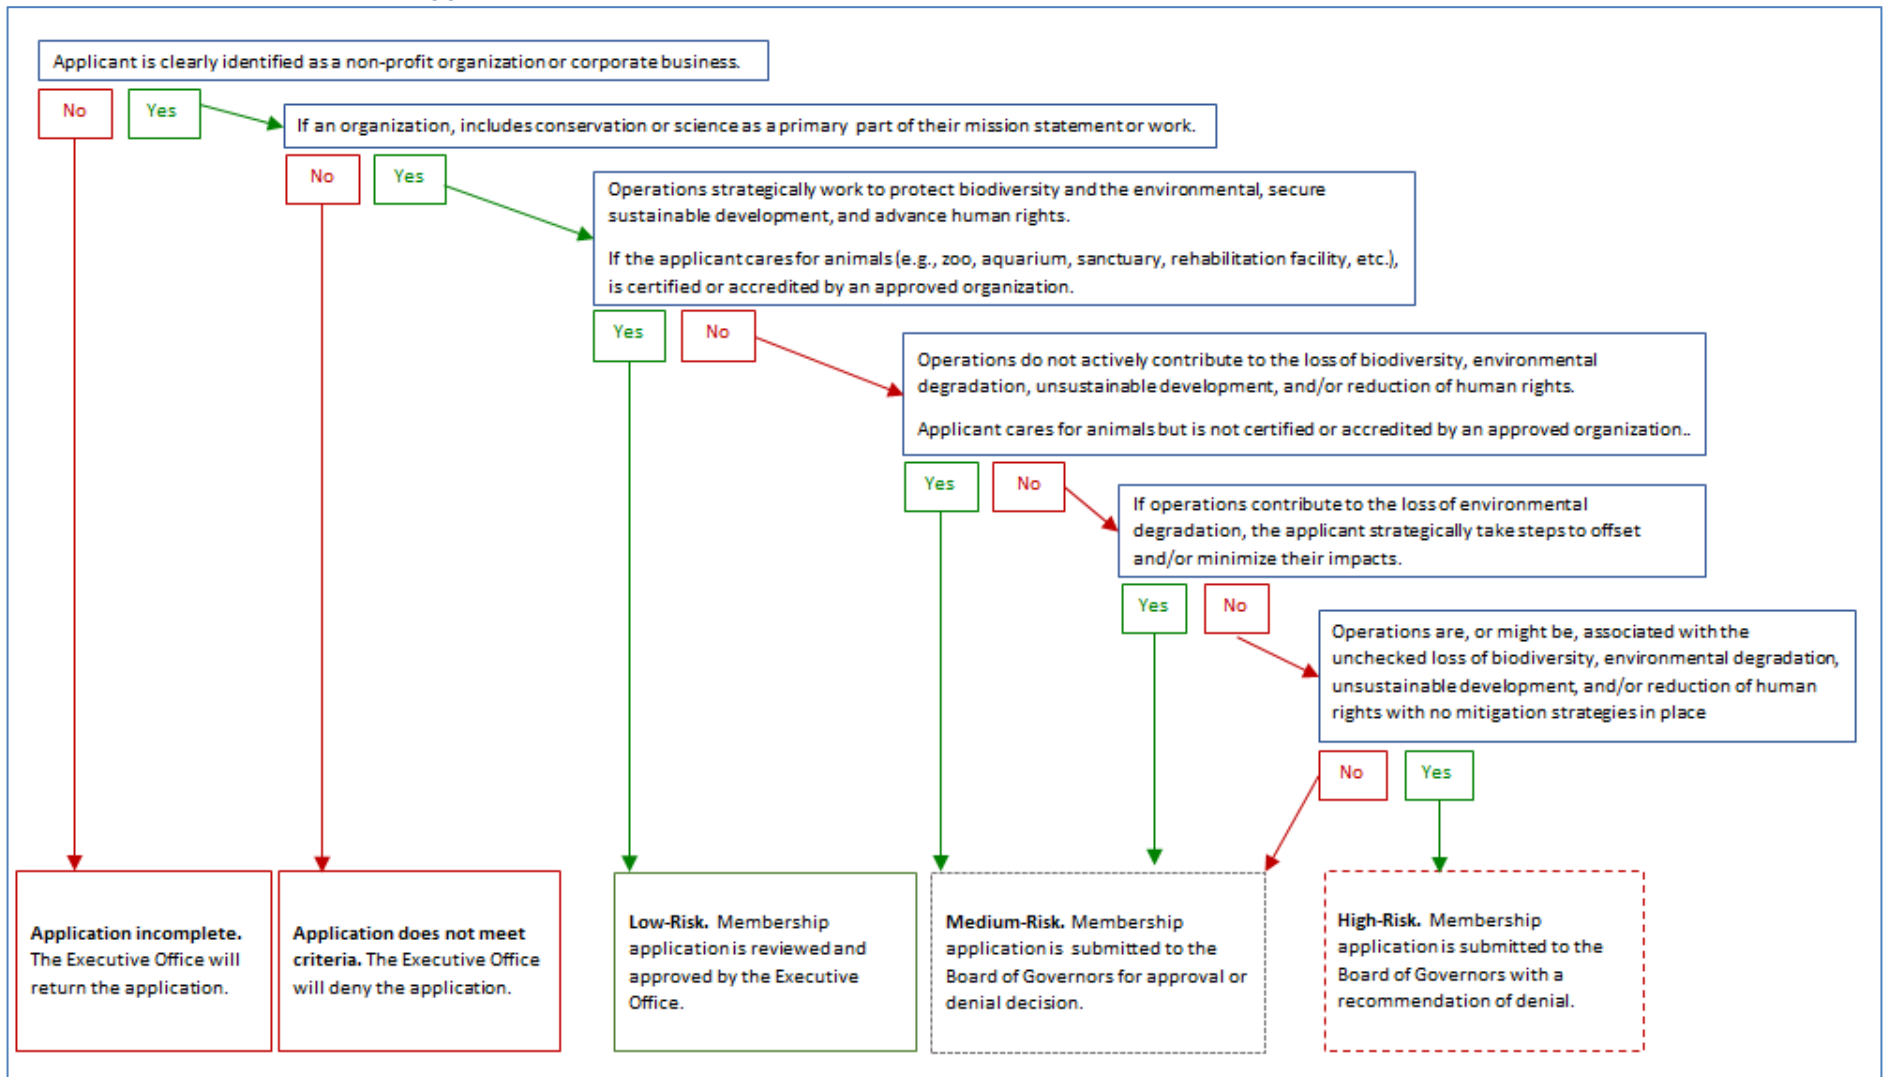 Applicant is clearly identified as a non-profit organization or corporate business.
No
Yes
If an organization, includes conservation or science as a primary part of their mission statement or work.
No
Yes
Operations strategically work to protect biodiversity and the environmental, secure
sustainable development, and advance human rights.
If the applicant cares for animals (e.g., zoo, aquarium, sanctuary, rehabilitation facility, etc.),
is certified or accredited by an approved organization.
Yes
No
Operations do not actively contribute to the loss of biodiversity, environmental
degradation, unsustainable development, and/or reduction of human rights.
Applicant cares for animals but is not certified or accredited by an approved organization..
Yes
No
If operations contribute to the loss of environmental
degradation, the applicant strategically take steps to offset
and/or minimize their impacts.
Yes
No
Operations are, or might be, associated with the
unchecked loss of biodiversity, environmental degradation,
unsustainable development, and/or reduction of human
rights with no mitigation strategies in place
No
Yes
Application incomplete.
The Executive Office will
return the application.
Application does not meet
criteria. The Executive Office
will deny the application.
Low-Risk. Membership
application is reviewed and
approved by the Executive
Office.
Medium-Risk. Membership
application is submitted to the
Board of Governors for approval or
denial decision.
High-Risk. Membership
application is submitted to the
Board of Governors with a
recommendation of denial.